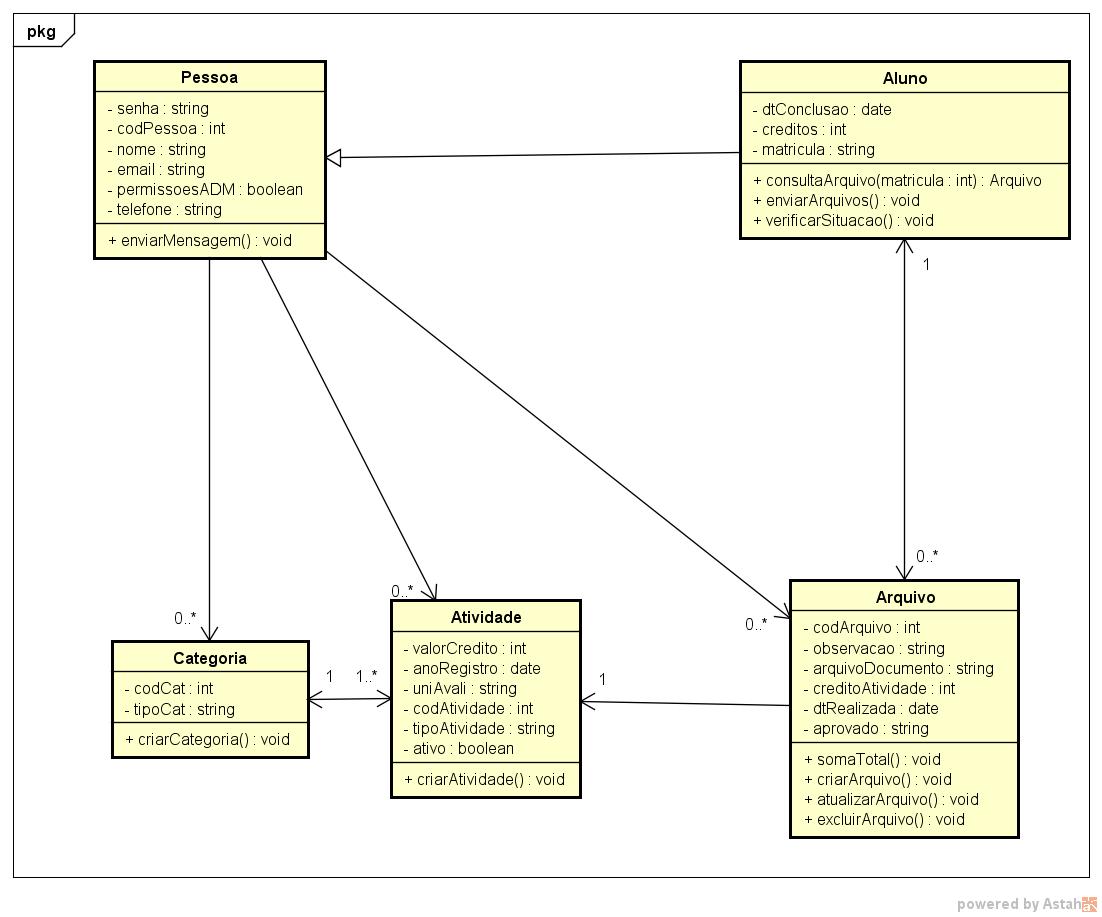 pkg
Pessoa
- senha : string
- codPessoa : int
- nome : string
- email : string
- permissoesADM : boolean
- telefone : string
+ enviarMensagem() : void
Aluno
- dtConclusao : date
- creditos : int
- matricula : string
+ consultaArquivo(matricula : int) : Arquivo
+ enviarArquivos() : void
+ verificarSituacao() : void
1
0..*
0..*
0..*
0..*
Categoria
- codCat : int
- tipoCat : string
+ criarCategoria() : void
1
1..*
Atividade
- valorCredito : int
- anoRegistro : date
- uniAvali : string
- codAtividade : int
- tipoAtividade : string
- ativo : boolean
+ criarAtividade() : void
1
Arquivo
- codArquivo : int
- observacao : string
- arquivoDocumento : string
- creditoAtividade : int
- dtRealizada : date
- aprovado : string
+ somaTotal() : void
+ criarArquivo() : void
+ atualizarArquivo() : void
+ excluirArquivo() : void
powered by Astah